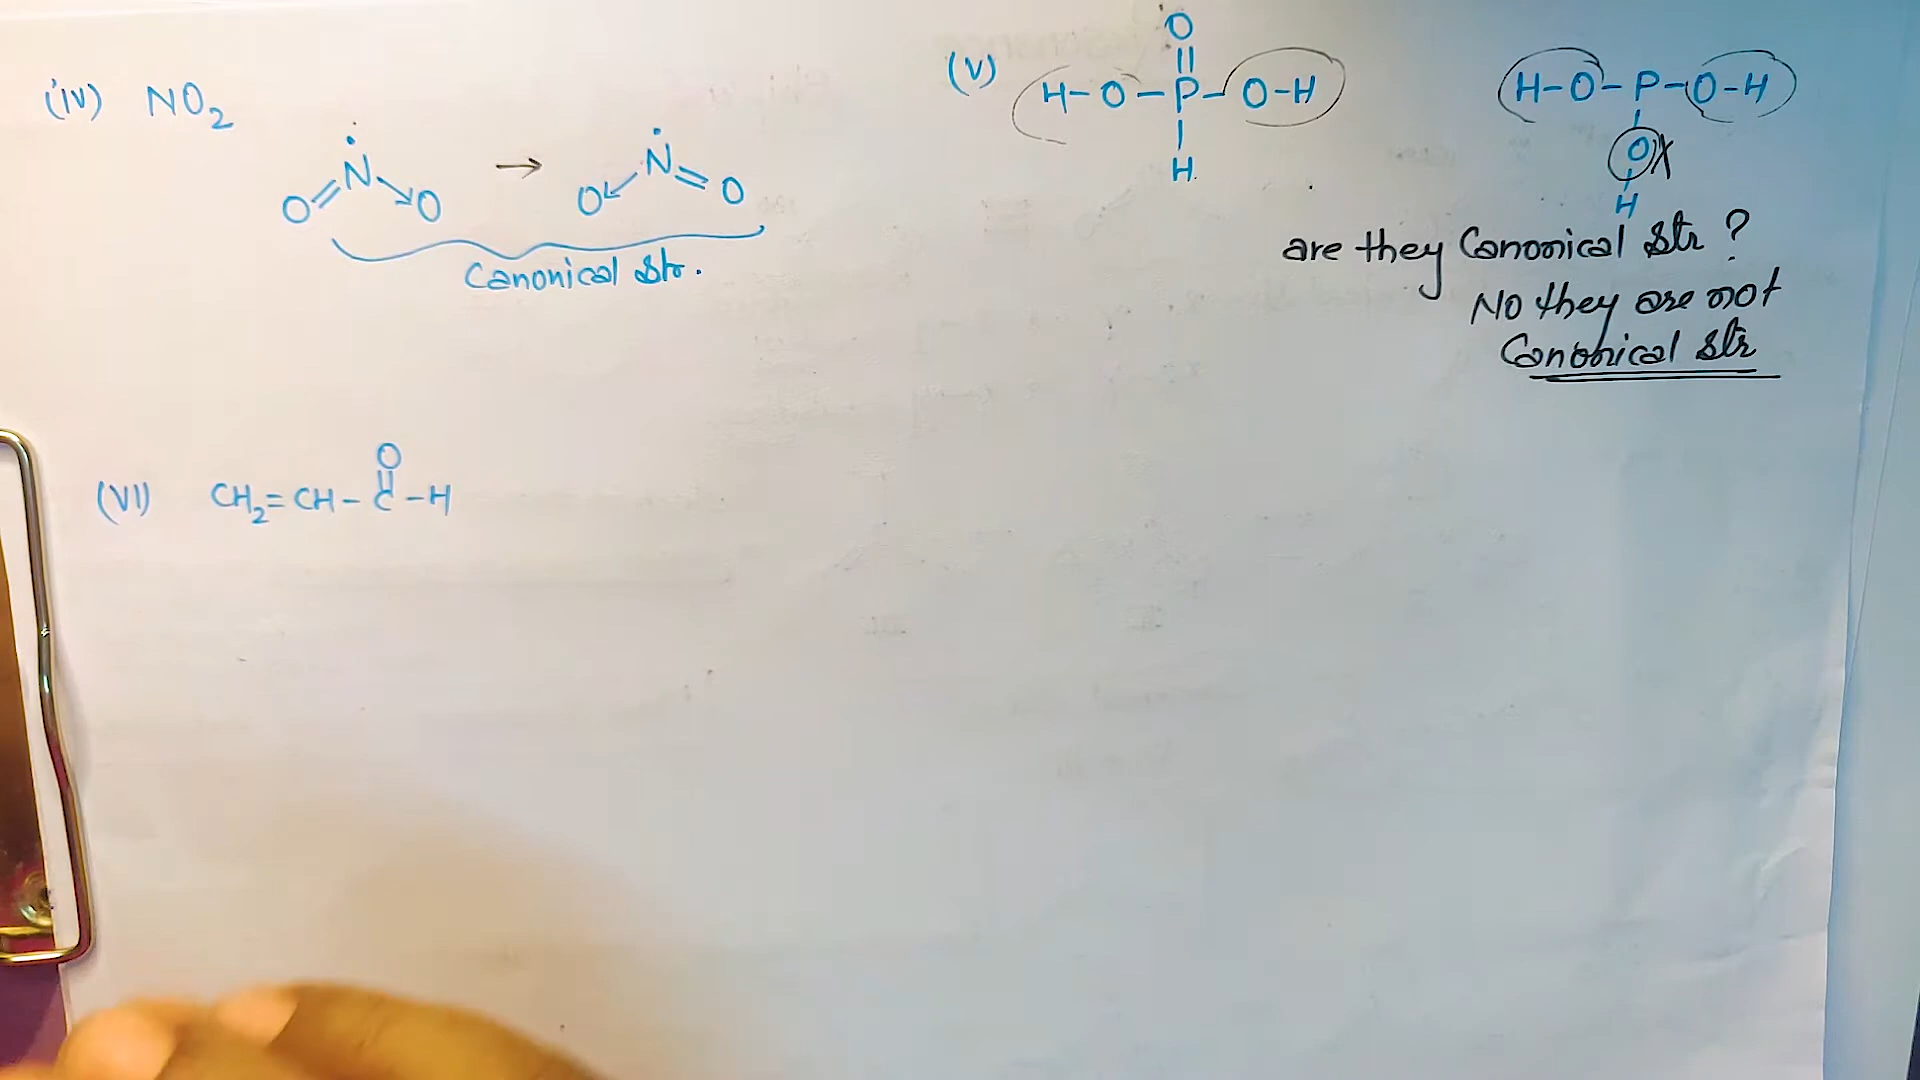 (iv) NO2
O=N→O → O←N=O
Canonical Str.
(V)
O
||
H-O-P-O-H
|
H
H-O-P-O-H
|
O
|
H
are they Canonical Str ?
No they are not
Canonical Str
(VI)
O
||
CH2=CH-C-H